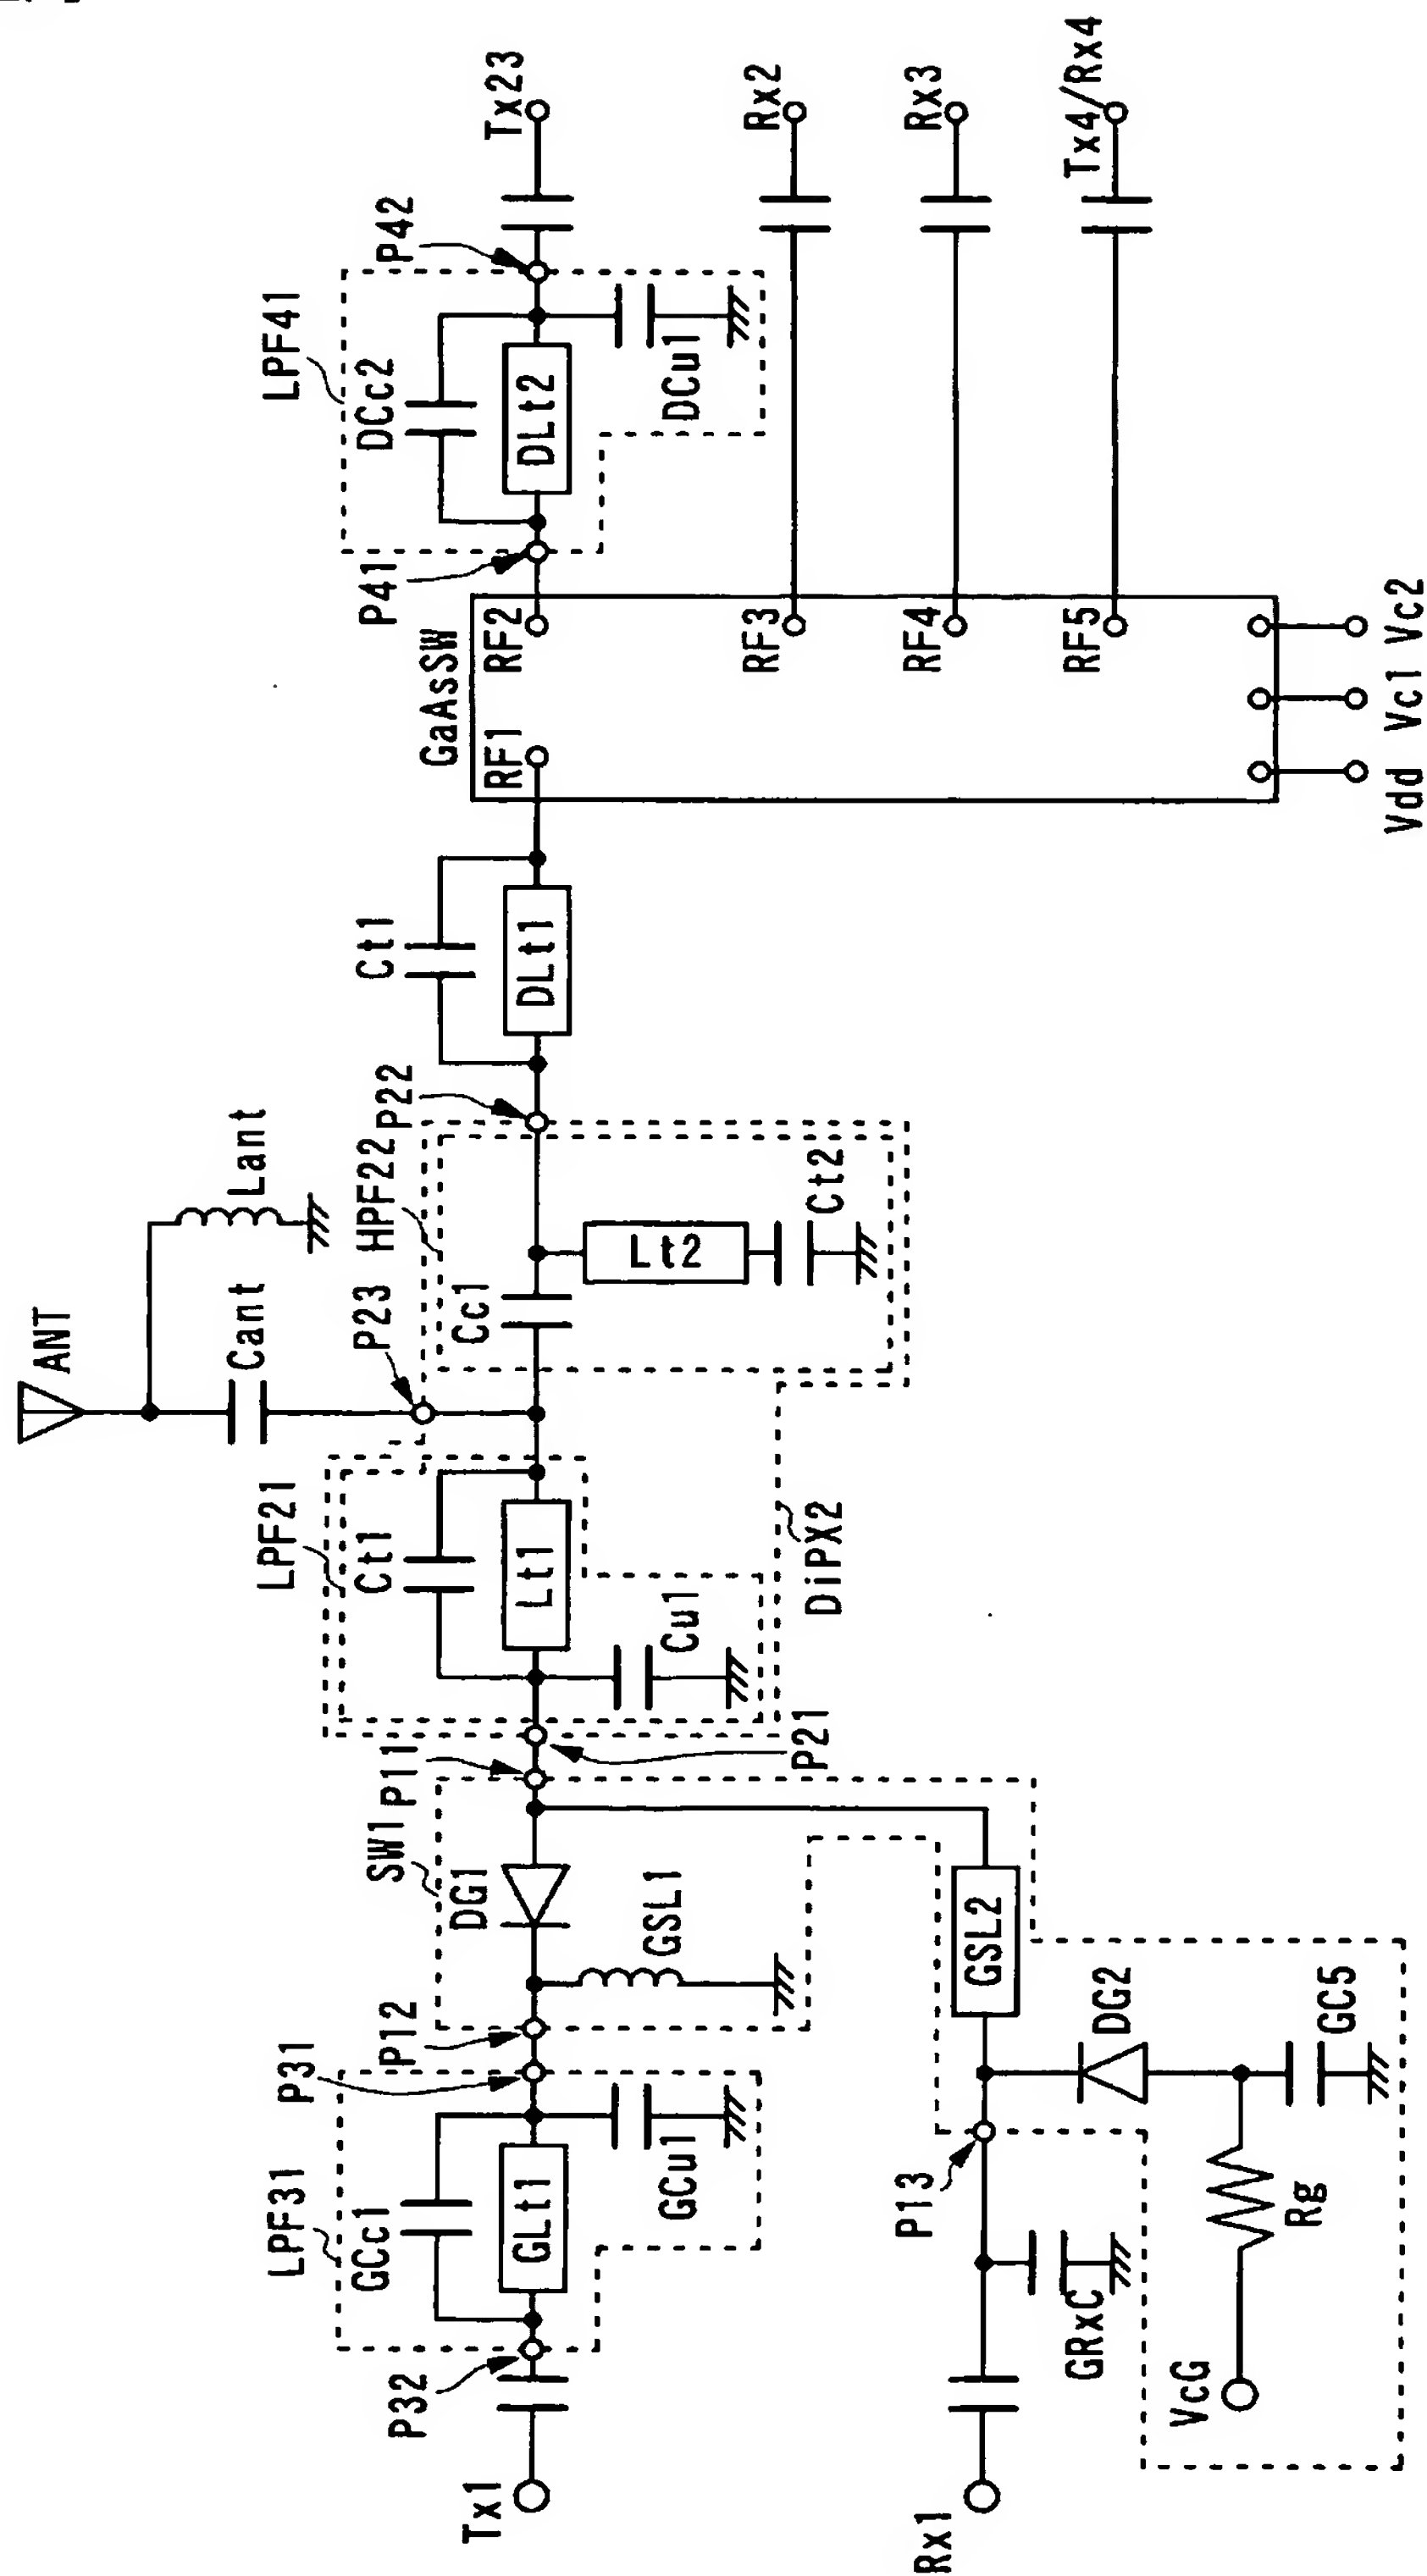 Tx23
Rx2
Rx3
Tx4/Rx4
P42
LPF41
DCc2
DLt2
DCu1
P41
GaAsSW
RF2
RF3
RF4
RF5
RF1
Vdd
Vc1
Vc2
Ct1
DLt1
P22
HPF22
Lant
Cant
ANT
P23
Cc1
Lt2
Ct2
LPF21
Ct1
Lt1
Cu1
DiPX2
P21
P11
SW1
DG1
GSL1
GSL2
P12
P31
DG2
GC5
LPF31
GCc1
GLt1
GCu1
P13
Rg
GRxC
VcG
P32
Tx1
Rx1